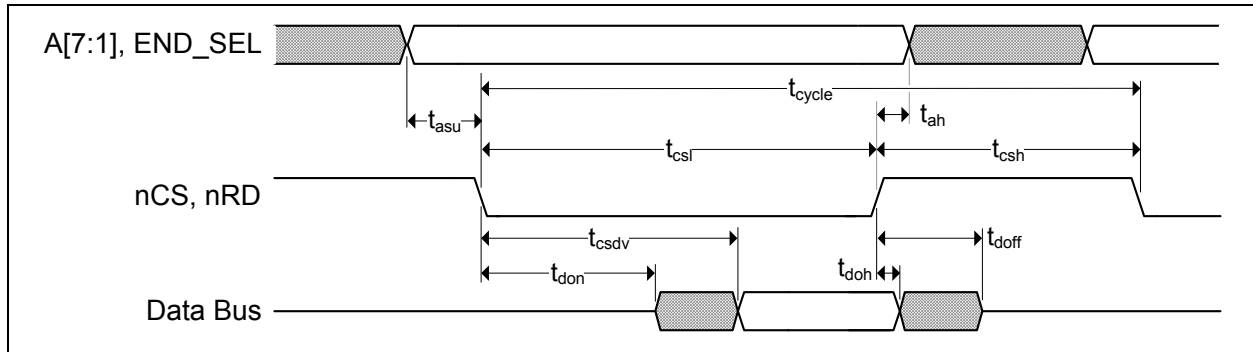 A[7:1], END_SEL
tcycle
tasu
tah
tcsl
tcsh
nCS, nRD
tcsdv
tdoff
tdon
tdoh
Data Bus